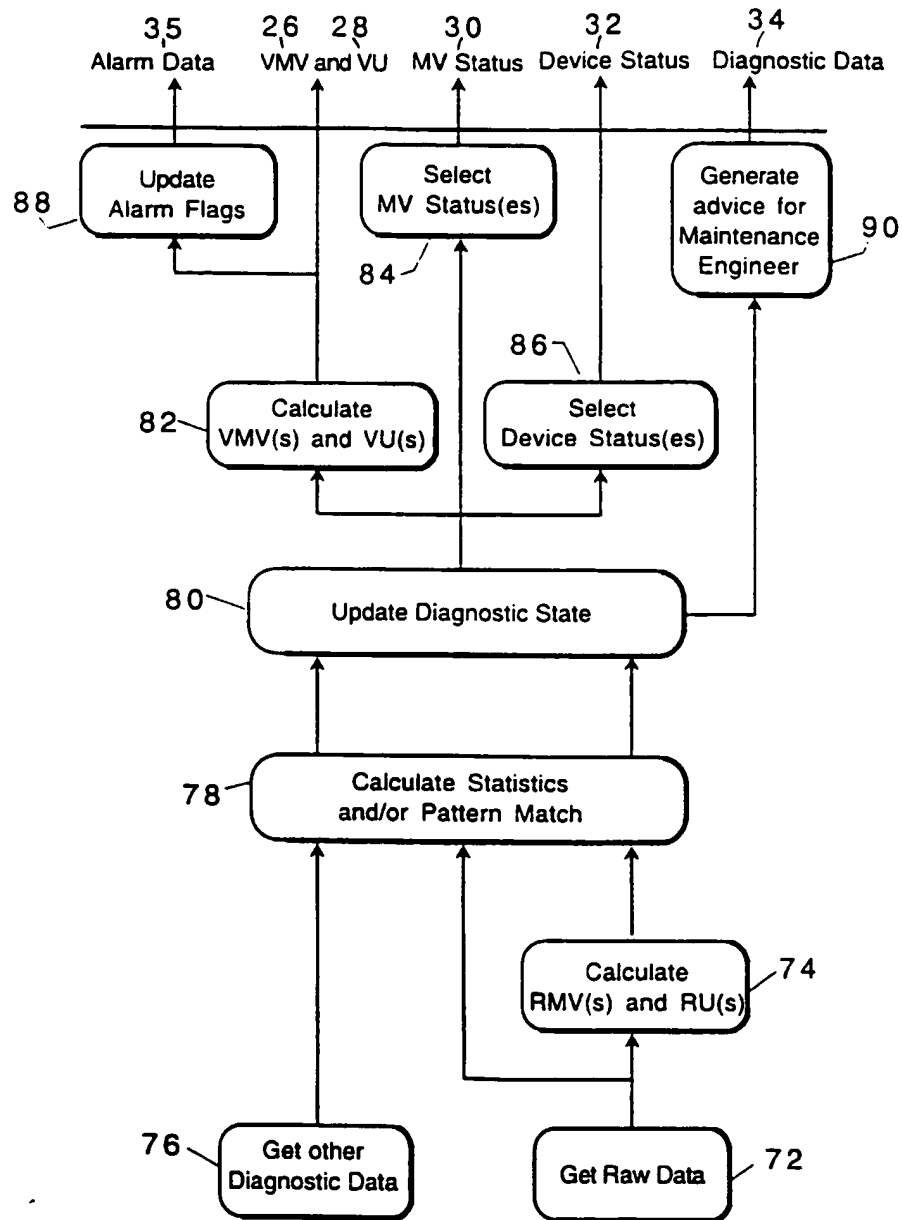 35 26 28 30 32 34
Alarm Data VMV and VU MV Status Device Status Diagnostic Data
Update
Alarm Flags
88
Select
MV Status(es)
84
Generate
advice for
Maintenance
Engineer
90
86
82
Calculate
VMV(s) and VU(s)
Select
Device Status(es)
80
Update Diagnostic State
78
Calculate Statistics
and/or Pattern Match
Calculate
RMV(s) and RU(s)
74
76
Get other
Diagnostic Data
Get Raw Data
72